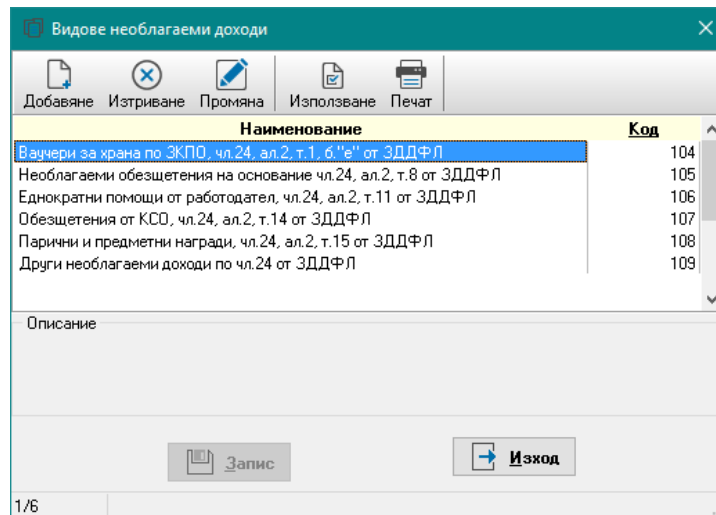 Видове необлагаеми доходи
Добавяне Изтриване Промяна Използване Печат
Наименование Код
Ваучери за храна по ЗКПО, чл.24, ал.2, т.1, б."е" от ЗДДФЛ 104
Необлагаеми обезщетения на основание чл.24, ал.2, т.8 от ЗДДФЛ 105
Еднократни помощи от работодател, чл.24, ал.2, т.11 от ЗДДФЛ 106
Обезщетения от КСО, чл.24, ал.2, т.14 от ЗДДФЛ 107
Парични и предметни награди, чл.24, ал.2, т.15 от ЗДДФЛ 108
Други необлагаеми доходи по чл.24 от ЗДДФЛ 109
Описание
Запис Изход
1/6